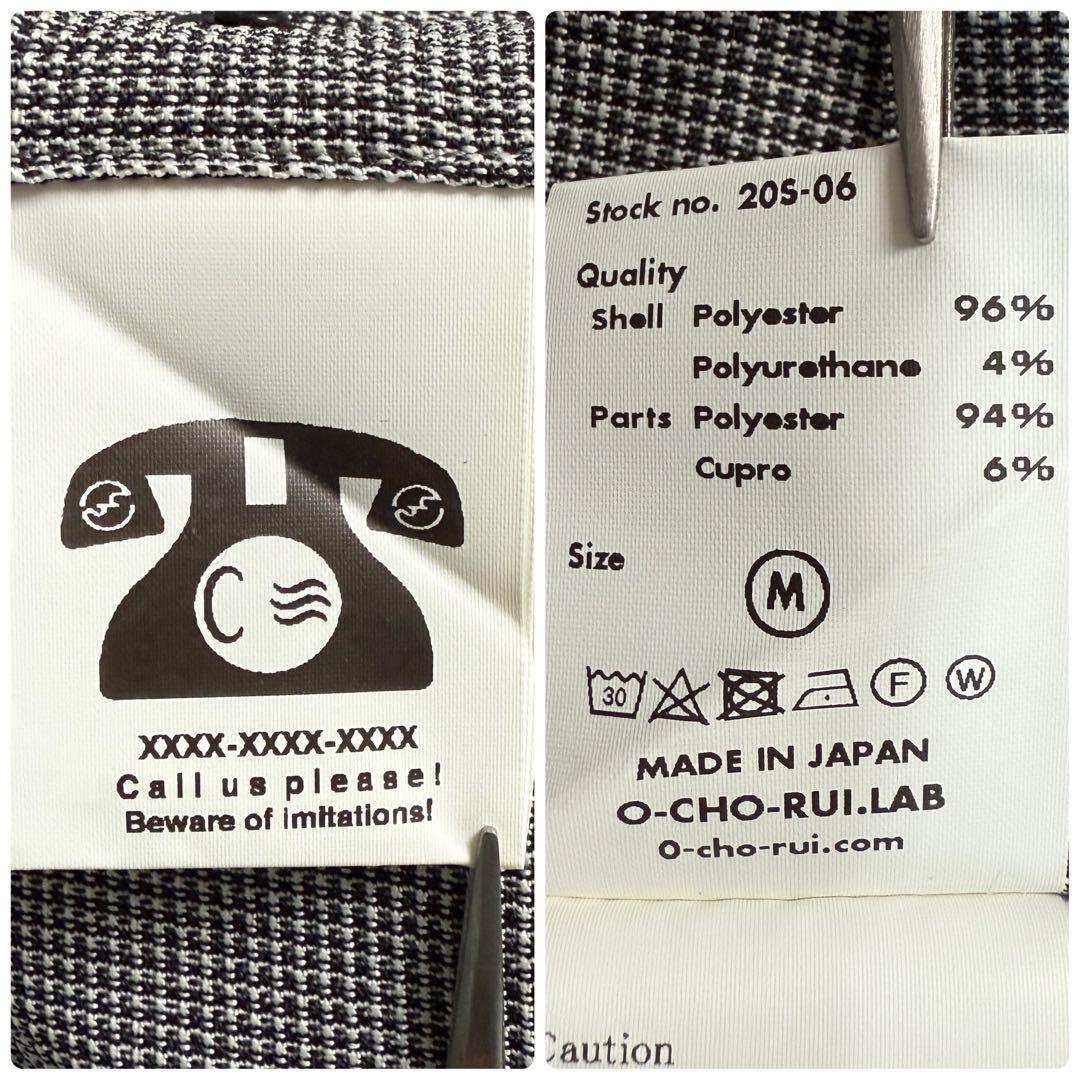 C
XXXX-XXXX-XXXX
Call us please!
Beware of imitations!
Stock no. 20S-06
Quality
Shell Polyester 96%
Polyurethane 4%
Parts Polyester 94%
Cupro 6%
Size
M
30 F W
MADE IN JAPAN
O-CHO-RUI.LAB
O-cho-rui.com
Caution